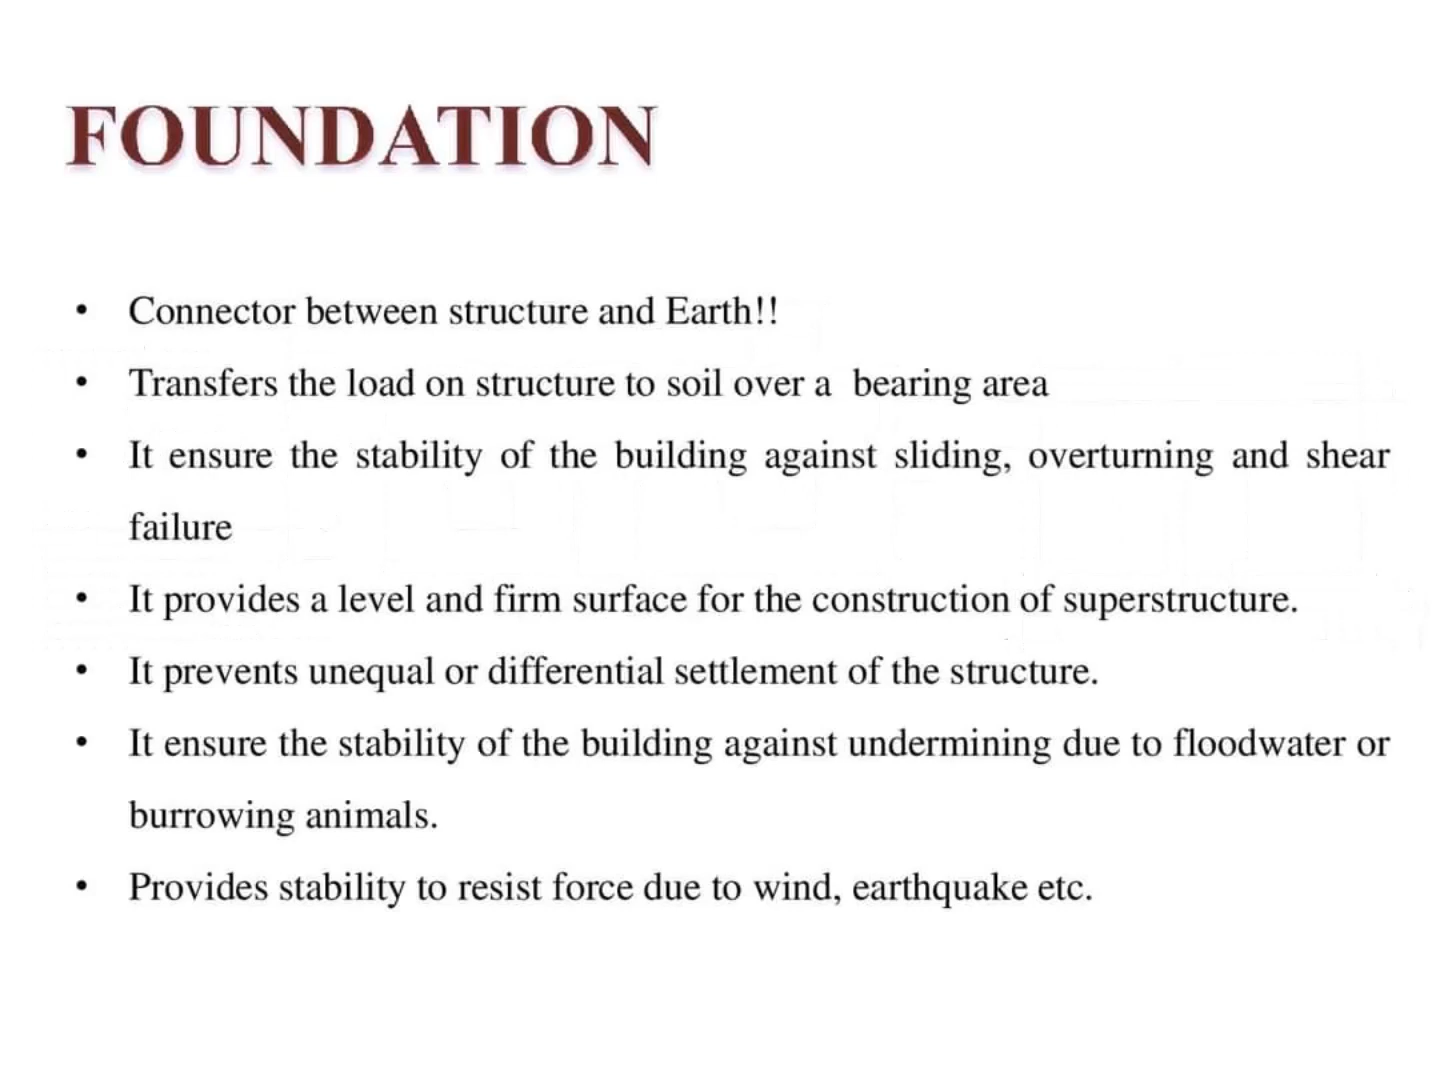 FOUNDATION
• Connector between structure and Earth!!
• Transfers the load on structure to soil over a  bearing area
• It ensure the stability of the building against sliding, overturning and shear
failure
• It provides a level and firm surface for the construction of superstructure.
• It prevents unequal or differential settlement of the structure.
• It ensure the stability of the building against undermining due to floodwater or
burrowing animals.
• Provides stability to resist force due to wind, earthquake etc.